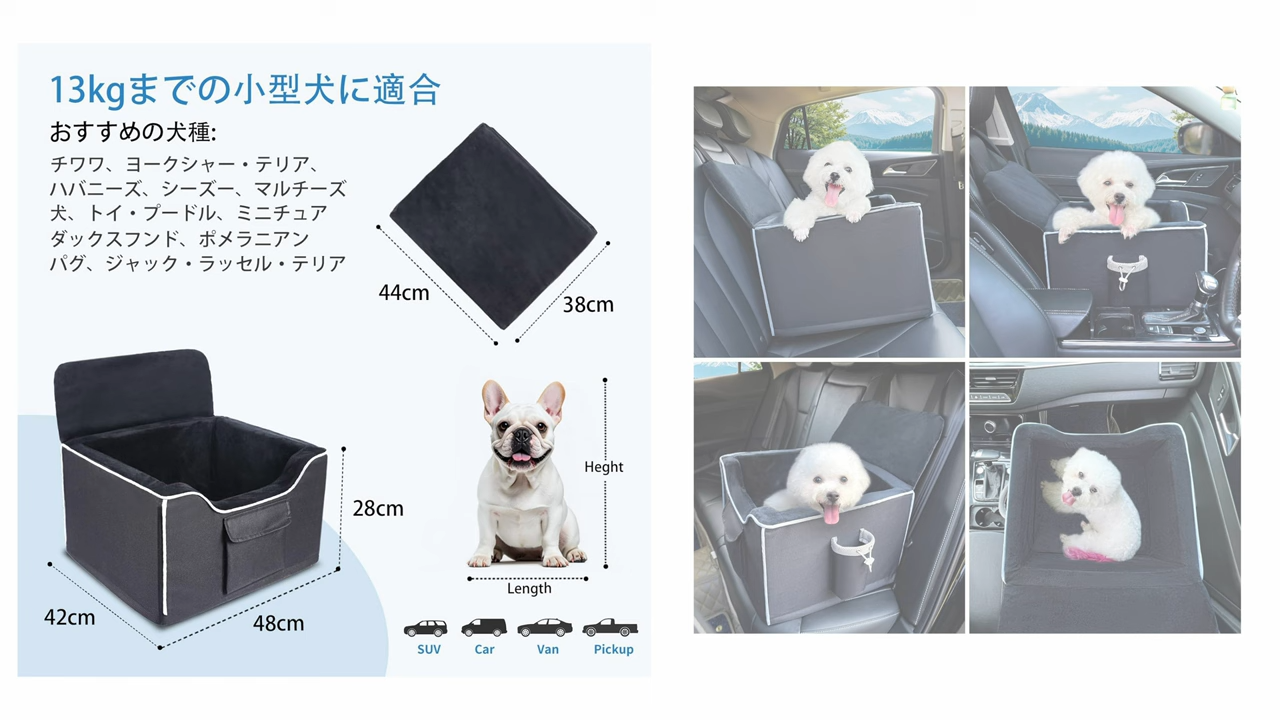 13kgまでの小型犬に適合
おすすめの犬種:
チワワ、ヨークシャー・テリア、
ハバニーズ、シーズー、マルチーズ
犬、トイ・プードル、ミニチュア
ダックスフンド、ポメラニアン
パグ、ジャック・ラッセル・テリア
44cm
38cm
28cm
42cm
48cm
Heght
Length
SUV
Car
Van
Pickup